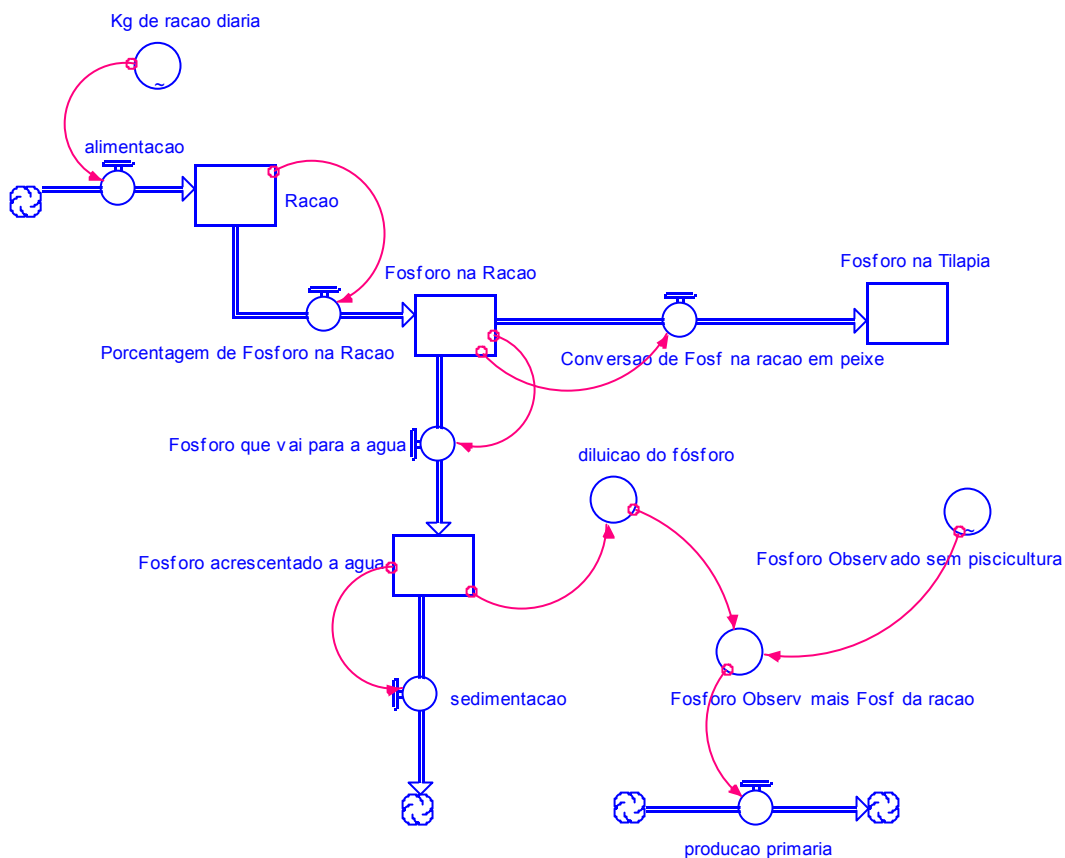 Kg de racao diaria
alimentacao
Racao
Fosforo na Tilapia
Fosforo na Racao
Porcentagem de Fosforo na Racao
Conversao de Fosf na racao em peixe
Fosforo que vai para a agua
diluicao do fósforo
Fosforo Observado sem piscicultura
Fosforo acrescentado a agua
sedimentacao
Fosforo Observ mais Fosf da racao
producao primaria